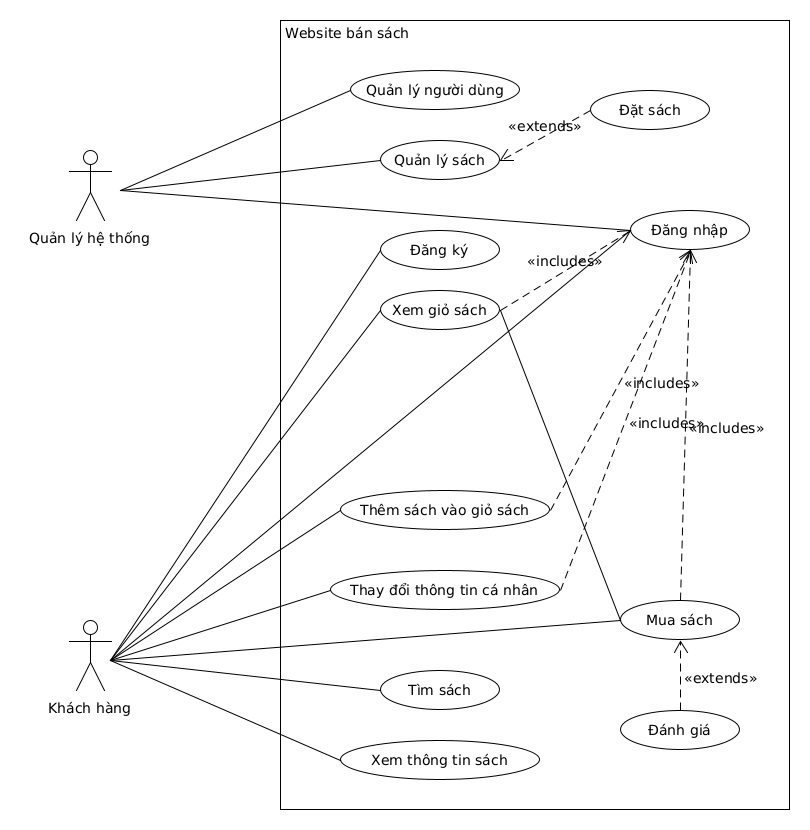 Website bán sách
Quản lý người dùng
Đặt sách
«extends»
Quản lý sách
Quản lý hệ thống
Đăng nhập
Đăng ký
«includes»
Xem giỏ sách
«includes»
«includes»
«includes»
Thêm sách vào giỏ sách
Thay đổi thông tin cá nhân
Mua sách
«extends»
Tìm sách
Khách hàng
Đánh giá
Xem thông tin sách